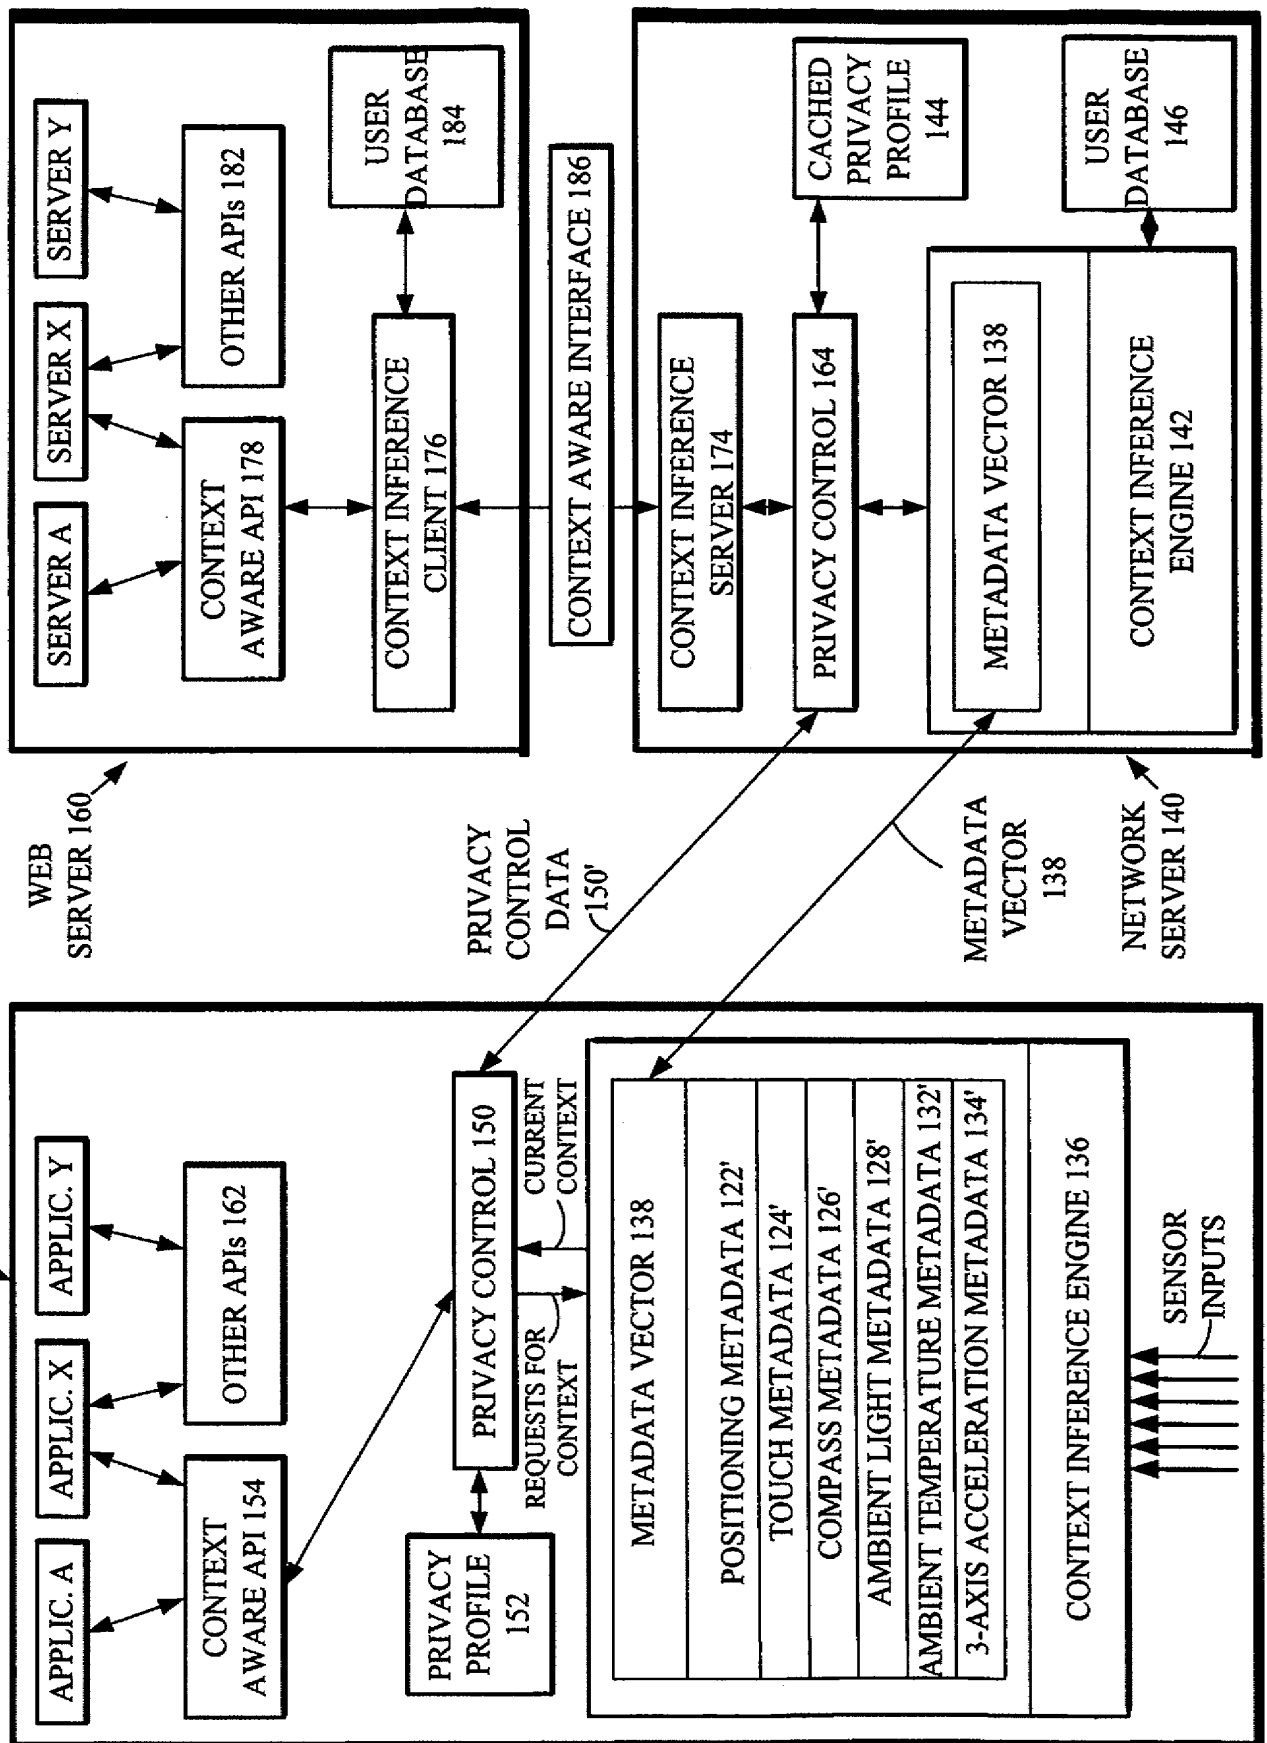 APPLIC. A
APPLIC. X
APPLIC. Y
CONTEXT
AWARE API 154
OTHER APIs 162
PRIVACY
PROFILE
152
PRIVACY CONTROL 150
REQUESTS FOR
CONTEXT
CURRENT
CONTEXT
METADATA VECTOR 138
POSITIONING METADATA 122'
TOUCH METADATA 124'
COMPASS METADATA 126'
AMBIENT LIGHT METADATA 128'
AMBIENT TEMPERATURE METADATA 132'
3-AXIS ACCELERATION METADATA 134'
CONTEXT INFERENCE ENGINE 136
SENSOR
INPUTS
WEB
SERVER 160
PRIVACY
CONTROL
DATA
150'
METADATA
VECTOR
138
NETWORK
SERVER 140
SERVER A
SERVER X
SERVER Y
CONTEXT
AWARE API 178
OTHER APIs 182
CONTEXT INFERENCE
CLIENT 176
USER
DATABASE
184
CONTEXT AWARE INTERFACE 186
CONTEXT INFERENCE
SERVER 174
PRIVACY CONTROL 164
CACHED
PRIVACY
PROFILE
144
METADATA VECTOR 138
CONTEXT INFERENCE
ENGINE 142
USER
DATABASE
146